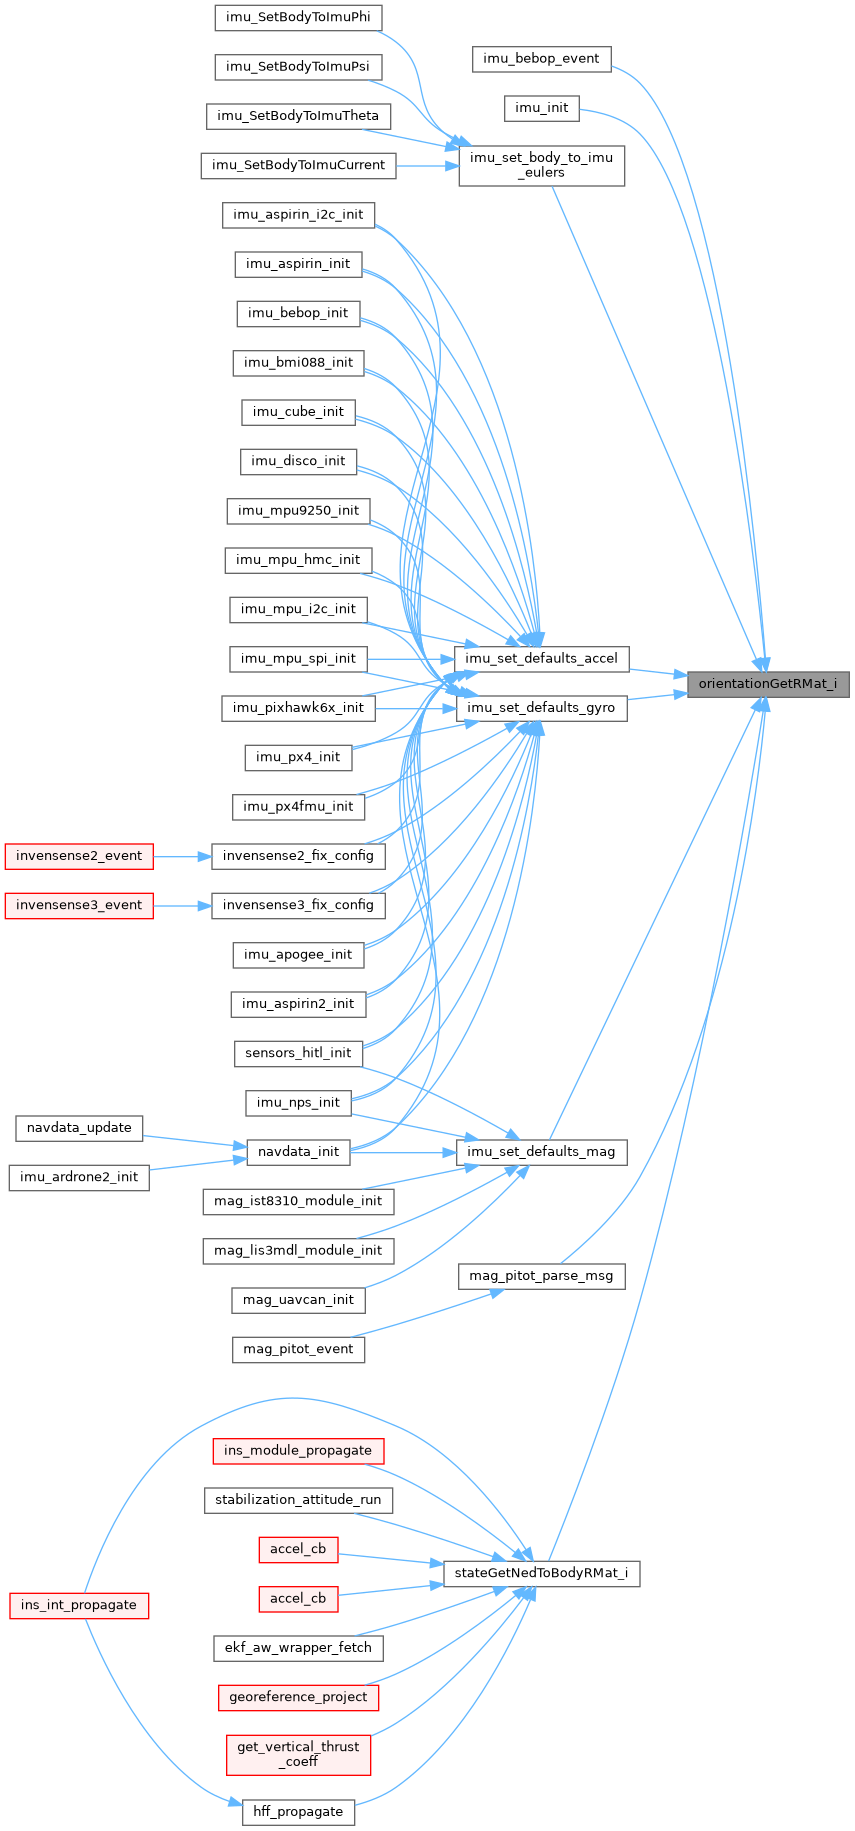 imu_SetBodyToImuPhi
imu_SetBodyToImuPsi
imu_SetBodyToImuTheta
imu_SetBodyToImuCurrent
imu_bebop_event
imu_init
imu_set_body_to_imu
_eulers
imu_aspirin_i2c_init
imu_aspirin_init
imu_bebop_init
imu_bmi088_init
imu_cube_init
imu_disco_init
imu_mpu9250_init
imu_mpu_hmc_init
imu_mpu_i2c_init
imu_mpu_spi_init
imu_pixhawk6x_init
imu_px4_init
imu_px4fmu_init
imu_set_defaults_accel
imu_set_defaults_gyro
orientationGetRMat_i
invensense2_event
invensense2_fix_config
invensense3_event
invensense3_fix_config
imu_apogee_init
imu_aspirin2_init
sensors_hitl_init
imu_nps_init
navdata_update
navdata_init
imu_ardrone2_init
imu_set_defaults_mag
mag_ist8310_module_init
mag_lis3mdl_module_init
mag_uavcan_init
mag_pitot_parse_msg
mag_pitot_event
ins_module_propagate
stabilization_attitude_run
accel_cb
accel_cb
stateGetNedToBodyRMat_i
ins_int_propagate
ekf_aw_wrapper_fetch
georeference_project
get_vertical_thrust
_coeff
hff_propagate